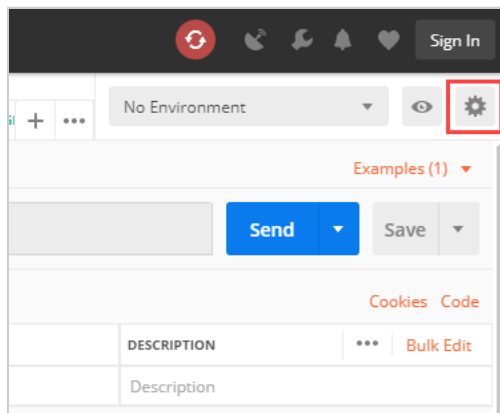 Sign In
No Environment
Examples (1)
Send
Save
Cookies Code
DESCRIPTION
Bulk Edit
Description